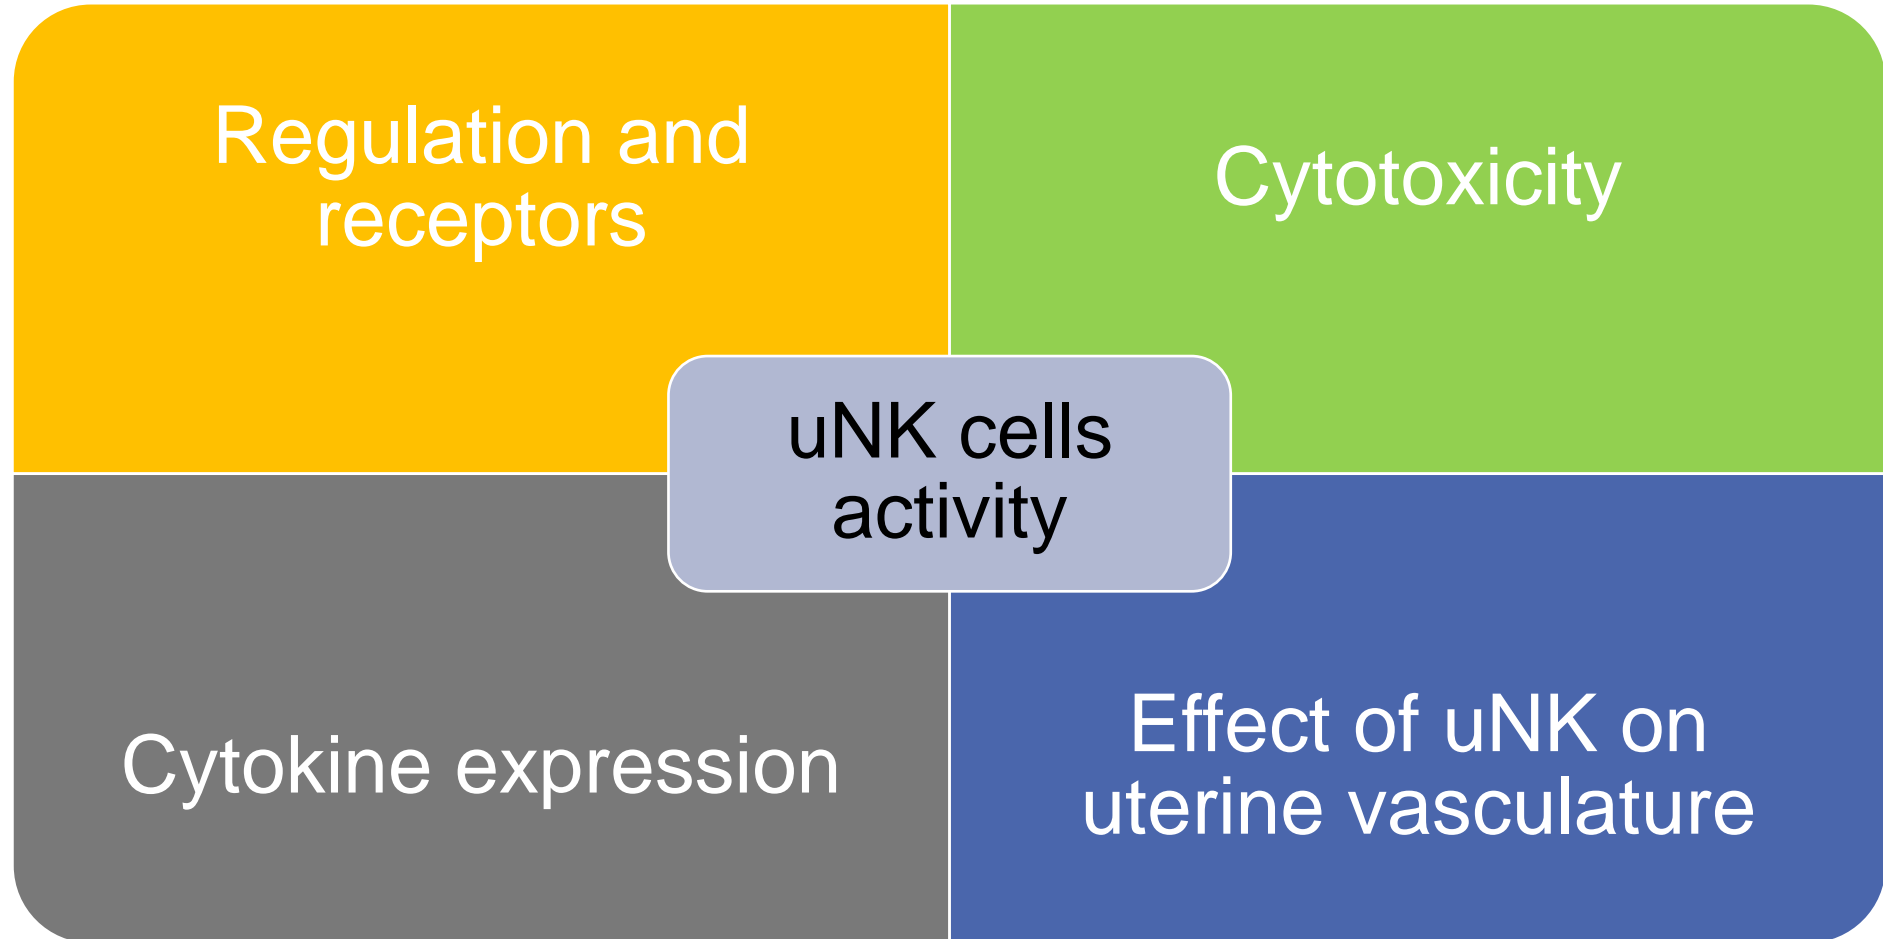 Regulation and
receptors
Cytotoxicity
uNK cells
activity
Cytokine expression
Effect of uNK on
uterine vasculature